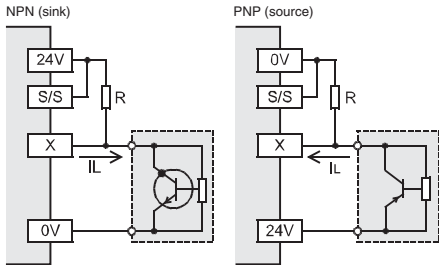 NPN (sink)
24V
S/S
R
X
IL
0V
PNP (source)
0V
S/S
R
X
IL
24V